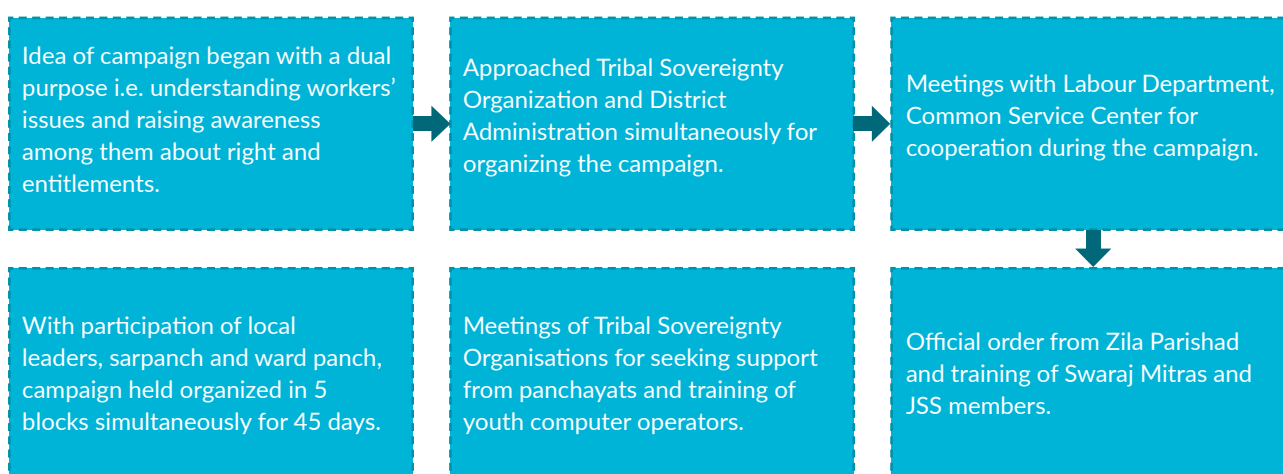 Idea of campaign began with a dual
purpose i.e. understanding workers'
issues and raising awareness
among them about right and
entitlements.
Approached Tribal Sovereignty
Organization and District
Administration simultaneously for
organizing the campaign.
Meetings with Labour Department,
Common Service Center for
cooperation during the campaign.
Official order from Zila Parishad
and training of Swaraj Mitras and
JSS members.
Meetings of Tribal Sovereignty
Organisations for seeking support
from panchayats and training of
youth computer operators.
With participation of local
leaders, sarpanch and ward panch,
campaign held organized in 5
blocks simultaneously for 45 days.